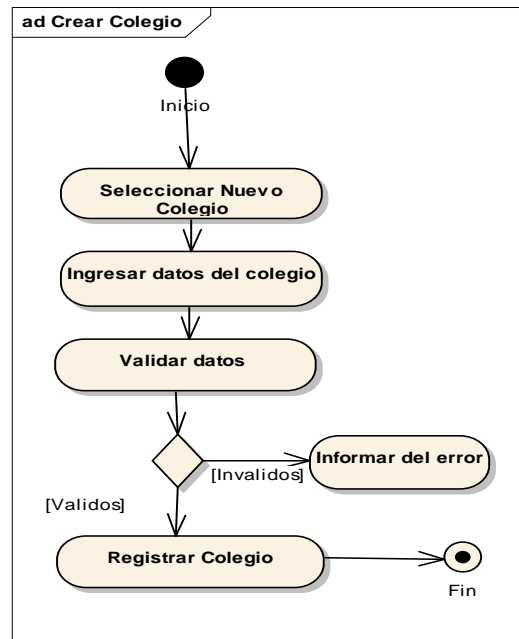 ad Crear Colegio
Inicio
Seleccionar Nuevo
Colegio
Ingresar datos del colegio
Validar datos
Informar del error
[Invalidos]
[Validos]
Registrar Colegio
Fin